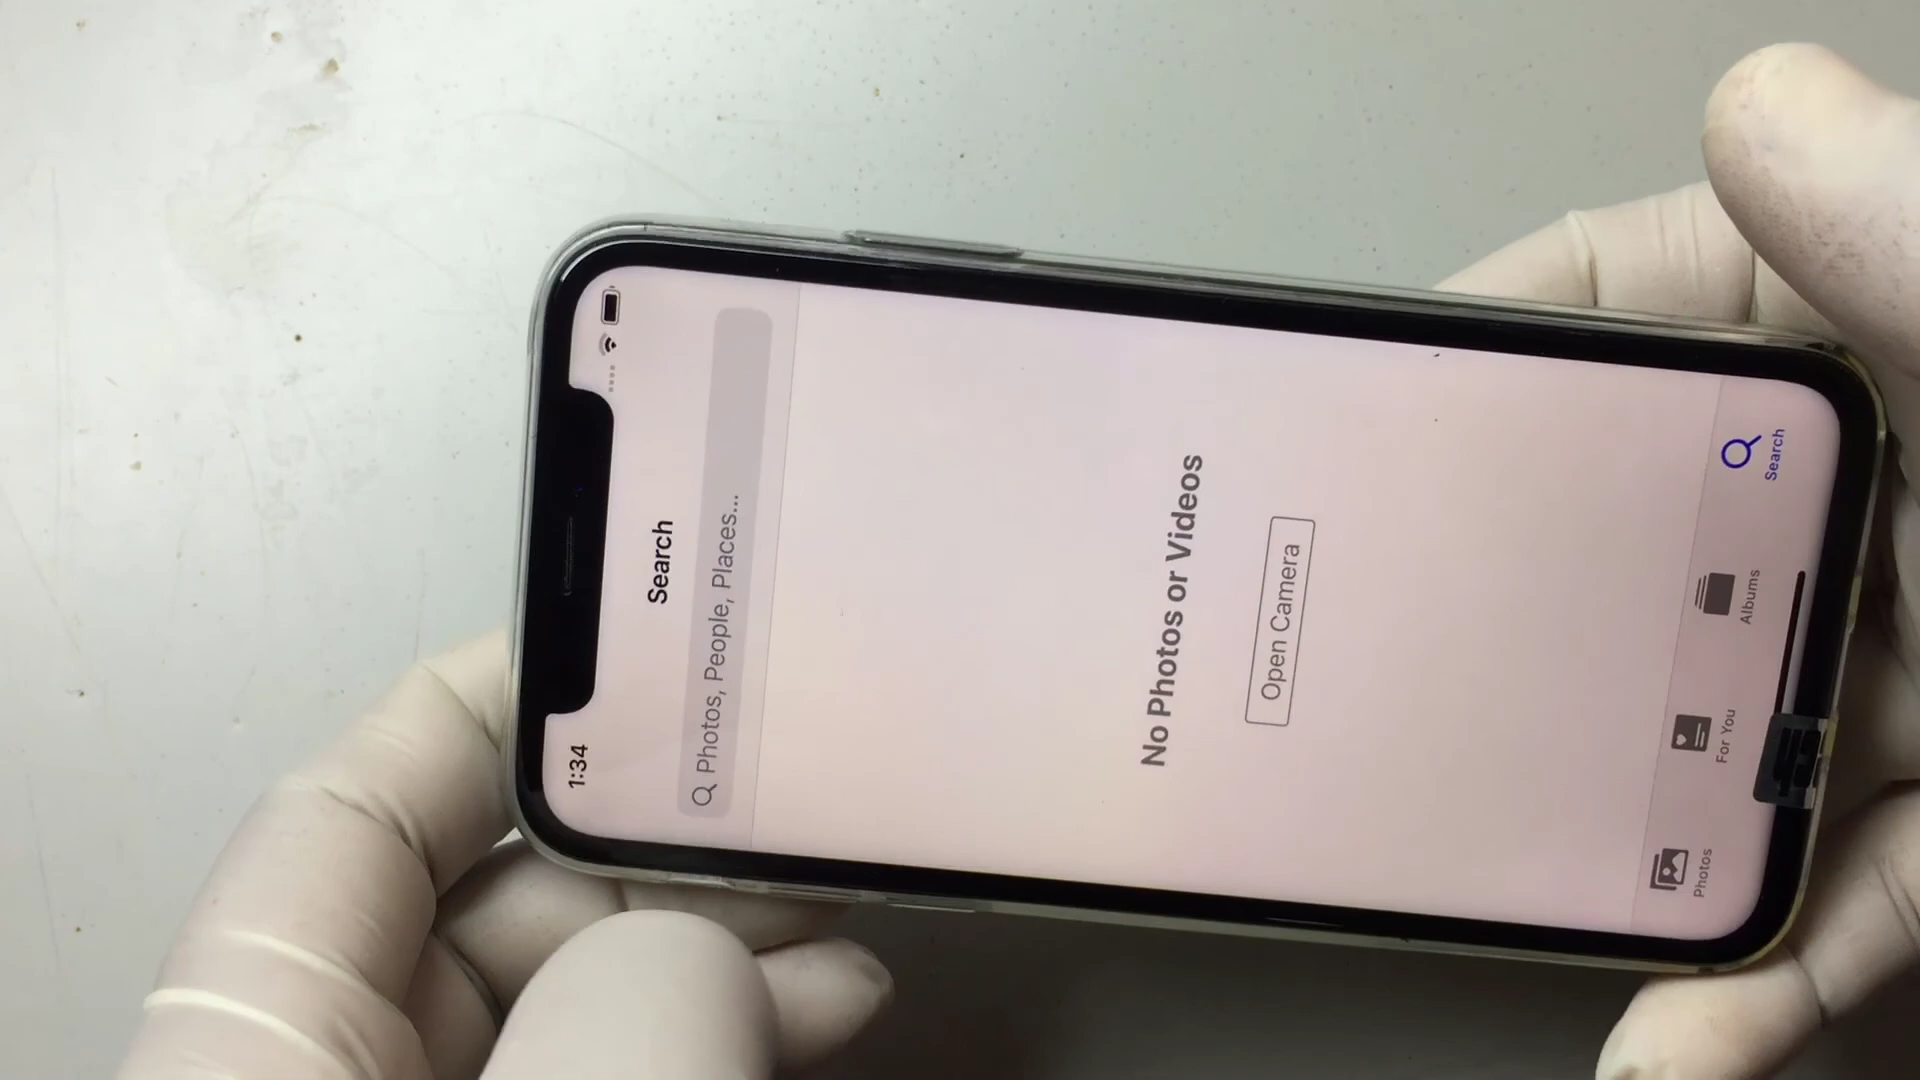 1:34
Search
Photos, People, Places...
No Photos or Videos
Open Camera
Photos
For You
Albums
Search